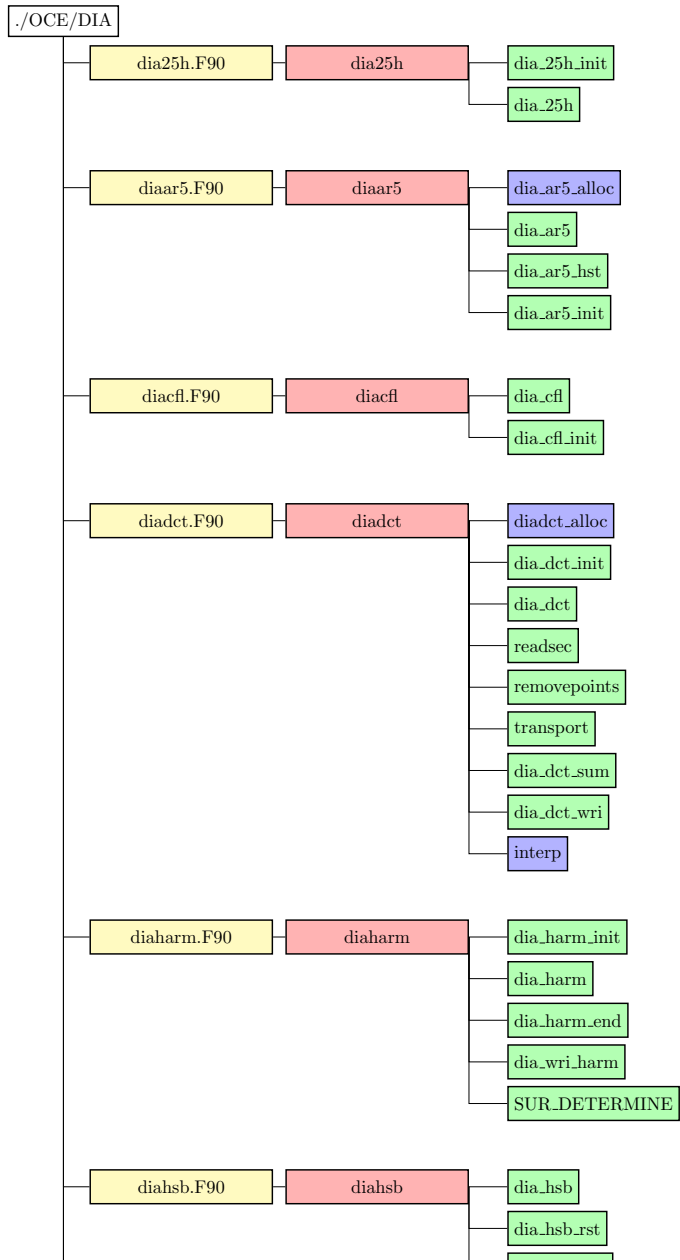 ./OCE/DIA
dia25h.F90 dia25h dia_25h_init
dia_25h
diaar5.F90 diaar5 dia_ar5_alloc
dia_ar5
dia_ar5_hst
dia_ar5_init
diacfl.F90 diacfl dia_cfl
dia_cfl_init
diadct.F90 diadct diadct_alloc
dia_dct_init
dia_dct
readsec
removepoints
transport
dia_dct_sum
dia_dct_wri
interp
diaharm.F90 diaharm dia_harm_init
dia_harm
dia_harm_end
dia_wri_harm
SUR_DETERMINE
diahsb.F90 diahsb dia_hsb
dia_hsb_rst